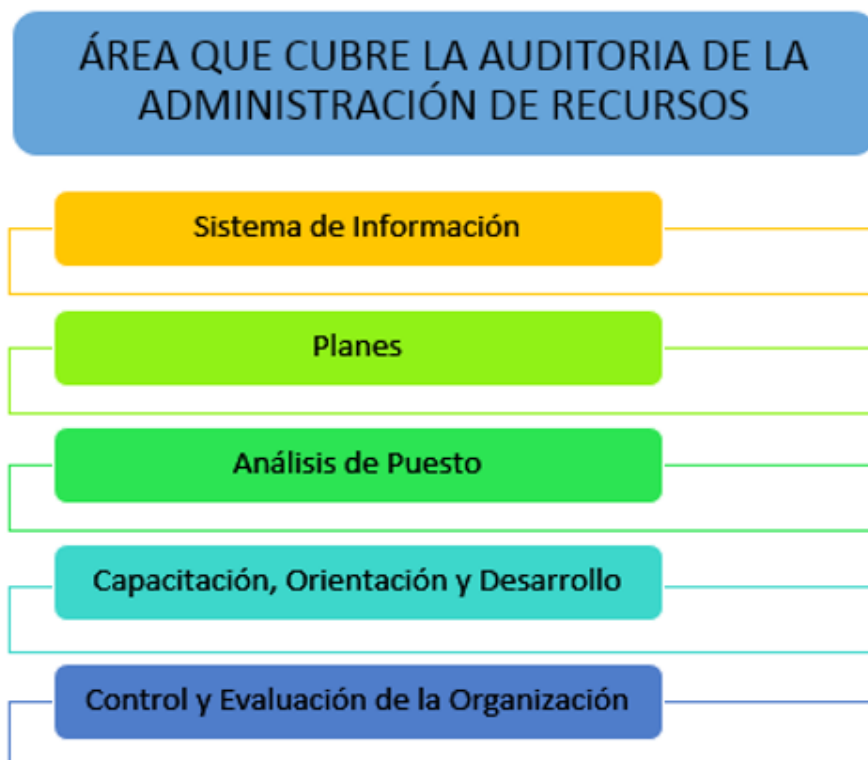 ÁREA QUE CUBRE LA AUDITORIA DE LA
ADMINISTRACIÓN DE RECURSOS
Sistema de Información
Planes
Análisis de Puesto
Capacitación, Orientación y Desarrollo
Control y Evaluación de la Organización